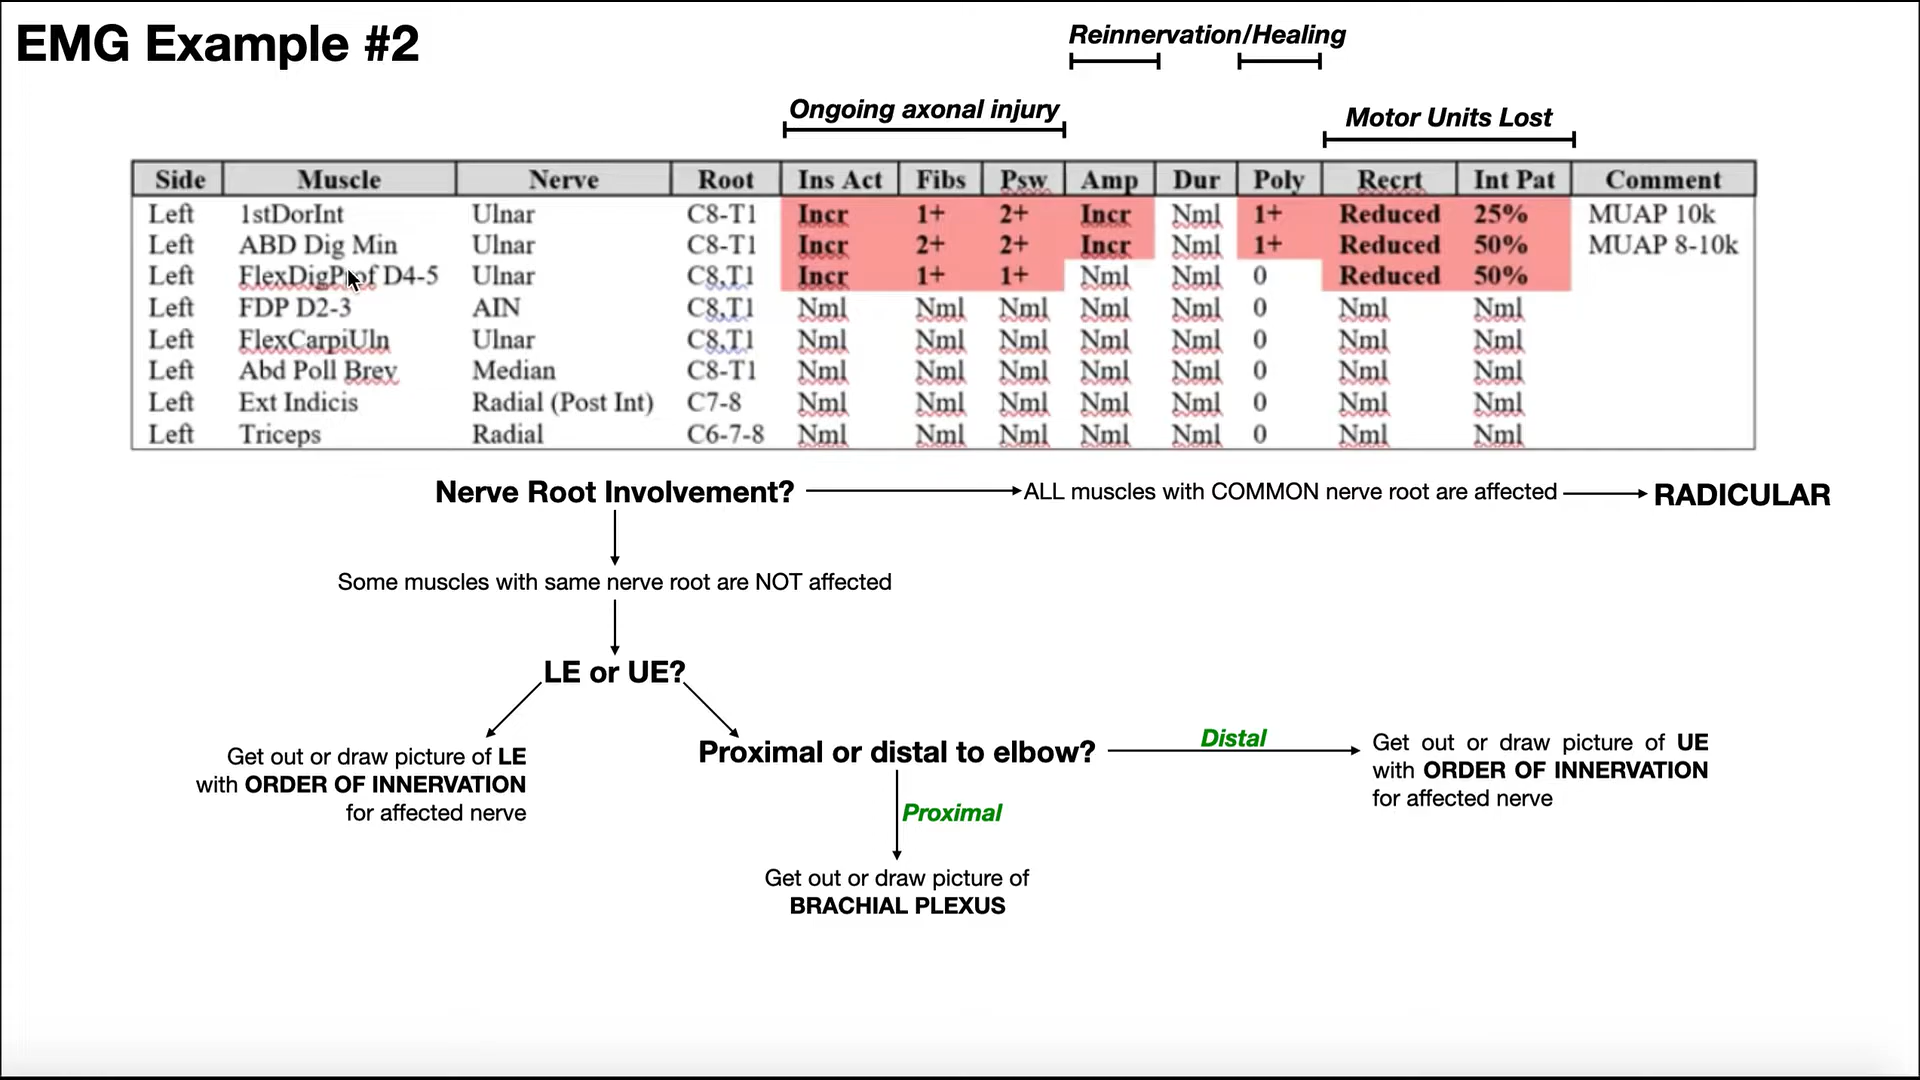 EMG Example #2
Reinnervation/Healing
Ongoing axonal injury
Motor Units Lost
Side Muscle Nerve Root Ins Act Fibs Psw Amp Dur Poly Recrt Int Pat Comment
Left 1stDorInt Ulnar C8-T1 Incr 1+ 2+ Incr Nml 1+ Reduced 25% MUAP 10k
Left ABD Dig Min Ulnar C8-T1 Incr 2+ 2+ Incr Nml 1+ Reduced 50% MUAP 8-10k
Left FlexDigProf D4-5 Ulnar C8,T1 Incr 1+ 1+ Nml Nml 0 Reduced 50%
Left FDP D2-3 AIN C8,T1 Nml Nml Nml Nml Nml 0 Nml Nml
Left FlexCarpiUln Ulnar C8,T1 Nml Nml Nml Nml Nml 0 Nml Nml
Left Abd Poll Brev Median C8-T1 Nml Nml Nml Nml Nml 0 Nml Nml
Left Ext Indicis Radial (Post Int) C7-8 Nml Nml Nml Nml Nml 0 Nml Nml
Left Triceps Radial C6-7-8 Nml Nml Nml Nml Nml 0 Nml Nml
Nerve Root Involvement? ALL muscles with COMMON nerve root are affected RADICULAR
Some muscles with same nerve root are NOT affected
LE or UE?
Get out or draw picture of LE
with ORDER OF INNERVATION
for affected nerve
Proximal or distal to elbow?
Distal
Get out or draw picture of UE
with ORDER OF INNERVATION
for affected nerve
Proximal
Get out or draw picture of
BRACHIAL PLEXUS